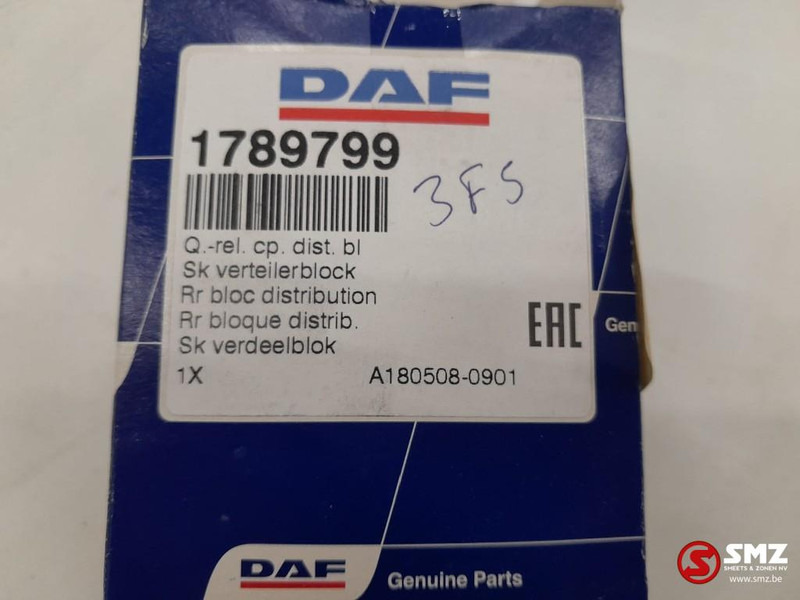 DAF
1789799
3FS
Q.-rel. cp. dist. bl
Sk verteilerblock
Rr bloc distribution
Rr bloque distrib.
Sk verdeelblok
EAC
Gen
1X A180508-0901
DAF
Genuine Parts
SMZ
SMEETS & ZONEN NV
www.smz.be